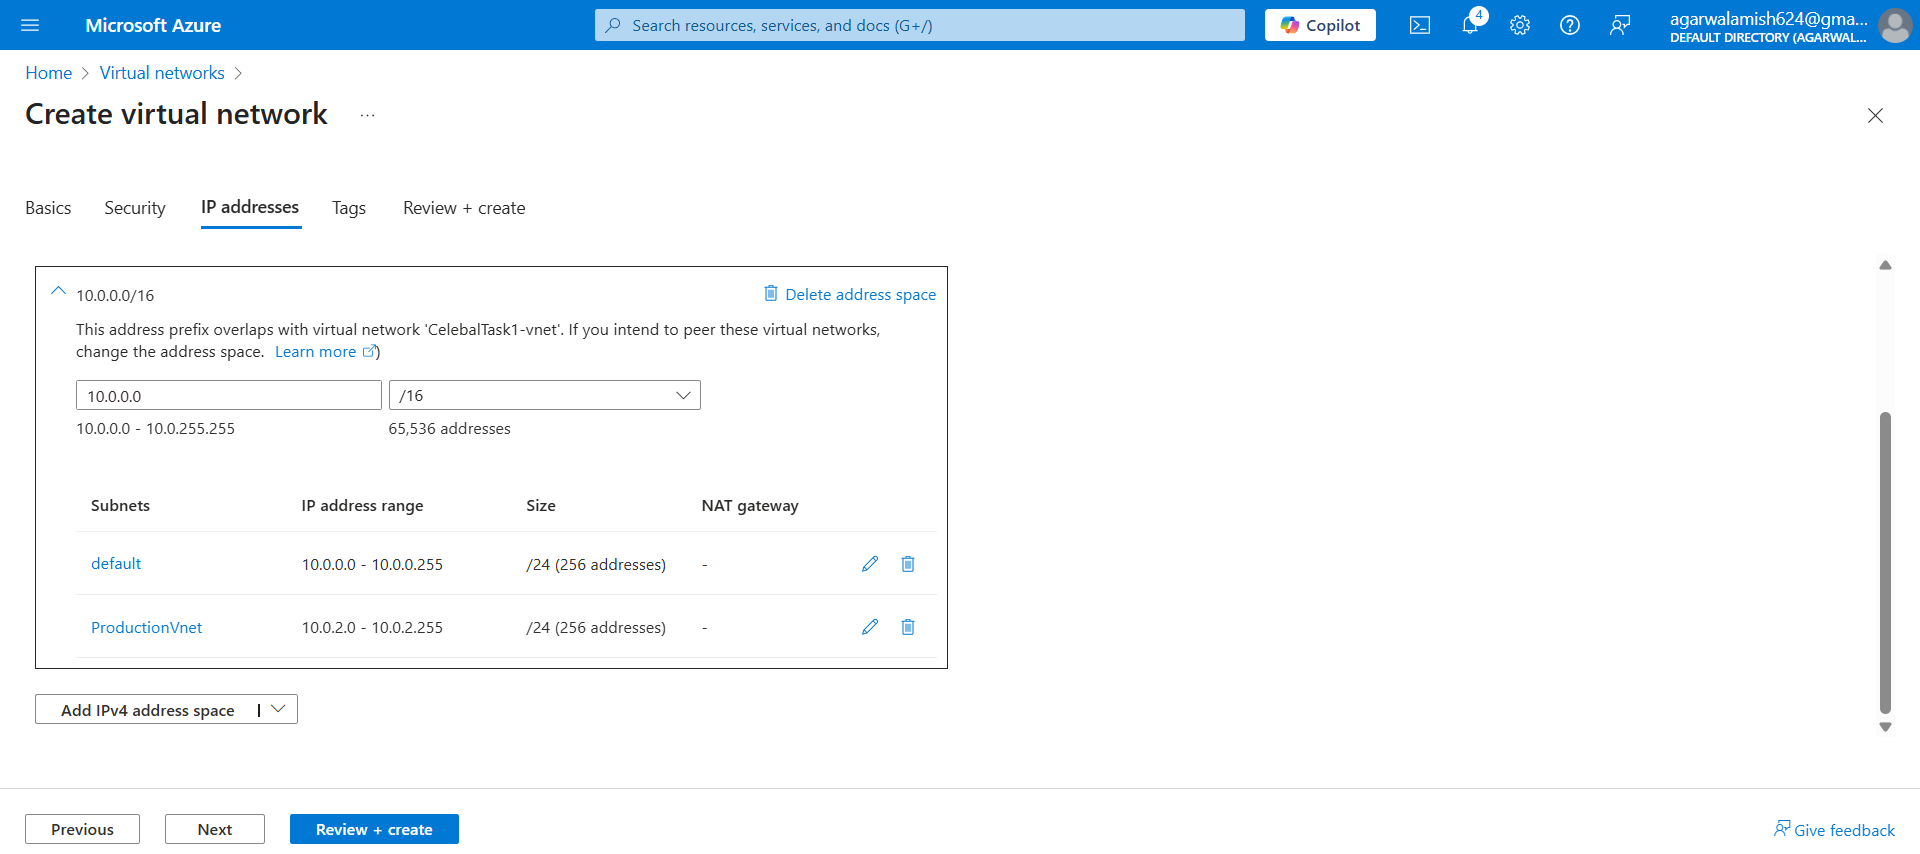 Microsoft Azure
Search resources, services, and docs (G+/)
Copilot
4
agarwalamish624@gma...
DEFAULT DIRECTORY (AGARWAL...
Home > Virtual networks >
Create virtual network ...
Basics Security IP addresses Tags Review + create
10.0.0.0/16
Delete address space
This address prefix overlaps with virtual network 'CelebalTask1-vnet'. If you intend to peer these virtual networks,
change the address space. Learn more )
10.0.0.0 /16
10.0.0.0 - 10.0.255.255 65,536 addresses
Subnets IP address range Size NAT gateway
default 10.0.0.0 - 10.0.0.255 /24 (256 addresses) -
ProductionVnet 10.0.2.0 - 10.0.2.255 /24 (256 addresses) -
Add IPv4 address space |
Previous Next Review + create
Give feedback